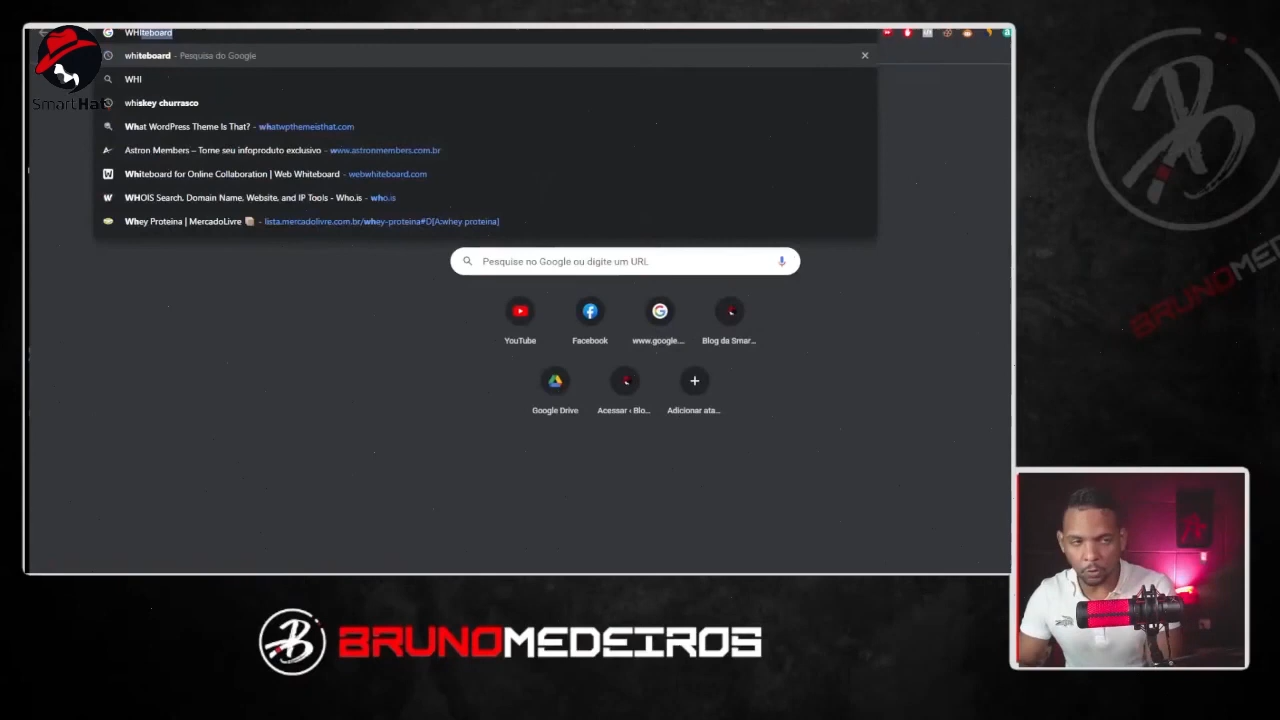 WHIteboard
whiteboard - Pesquisa do Google
WHI
whiskey churrasco
What WordPress Theme Is That? - whatwpthemeisthat.com
Astron Members – Torne seu infoproduto exclusivo - www.astronmembers.com.br
Whiteboard for Online Collaboration | Web Whiteboard - webwhiteboard.com
WHOIS Search, Domain Name, Website, and IP Tools - Who.is - who.is
Whey Proteina | MercadoLivre - lista.mercadolivre.com.br/whey-proteina#D[A:whey proteina]
SmartHat
Pesquise no Google ou digite um URL
YouTube
Facebook
www.google....
Blog da Smar...
Google Drive
Acessar ‹ Blo...
Adicionar ata...
BRUNOMEDEIROS
BRUNOMED